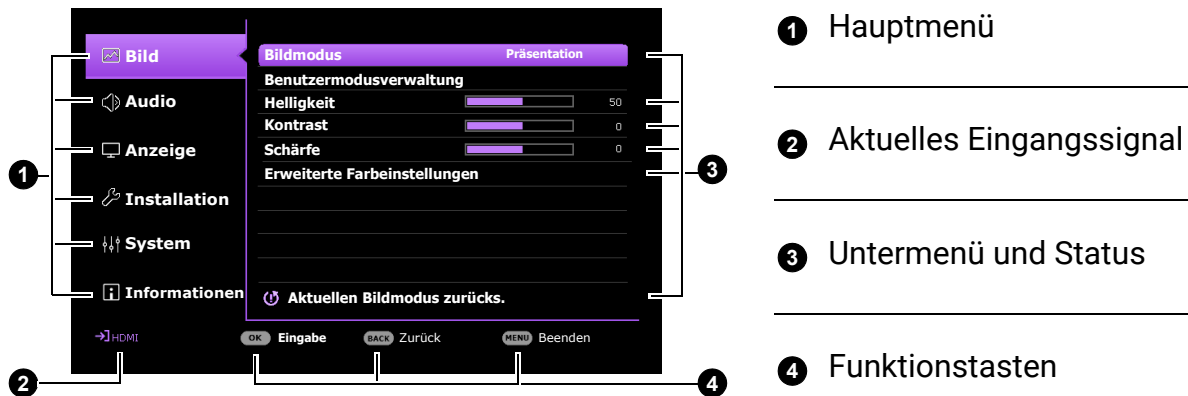 Bild
Audio
Anzeige
Installation
System
Informationen
Bildmodus Präsentation
Benutzermodusverwaltung
Helligkeit 50
Kontrast 0
Schärfe 0
Erweiterte Farbeinstellungen
Aktuellen Bildmodus zurücks.
HDMI OK Eingabe BACK Zurück MENU Beenden
1
2
3
4
1 Hauptmenü
2 Aktuelles Eingangssignal
3 Untermenü und Status
4 Funktionstasten